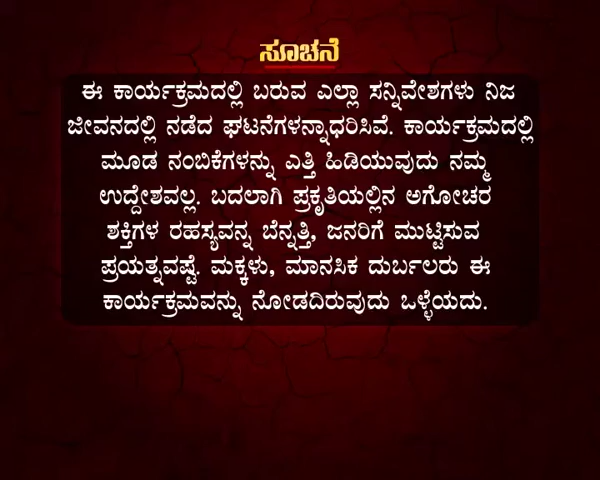 ಸೂಚನೆ
ಈ ಕಾರ್ಯಕ್ರಮದಲ್ಲಿ ಬರುವ ಎಲ್ಲಾ ಸನ್ನಿವೇಶಗಳು ನಿಜ
ಜೀವನದಲ್ಲಿ ನಡೆದ ಘಟನೆಗಳನ್ನಾಧರಿಸಿವೆ. ಕಾರ್ಯಕ್ರಮದಲ್ಲಿ
ಮೂಡ ನಂಬಿಕೆಗಳನ್ನು ಎತ್ತಿ ಹಿಡಿಯುವುದು ನಮ್ಮ
ಉದ್ದೇಶವಲ್ಲ. ಬದಲಾಗಿ ಪ್ರಕೃತಿಯಲ್ಲಿನ ಅಗೋಚರ
ಶಕ್ತಿಗಳ ರಹಸ್ಯವನ್ನ ಬೆನ್ನತ್ತಿ, ಜನರಿಗೆ ಮುಟ್ಟಿಸುವ
ಪ್ರಯತ್ನವಷ್ಟೆ. ಮಕ್ಕಳು, ಮಾನಸಿಕ ದುರ್ಬಲರು ಈ
ಕಾರ್ಯಕ್ರಮವನ್ನು ನೋಡದಿರುವುದು ಒಳ್ಳೆಯದು.